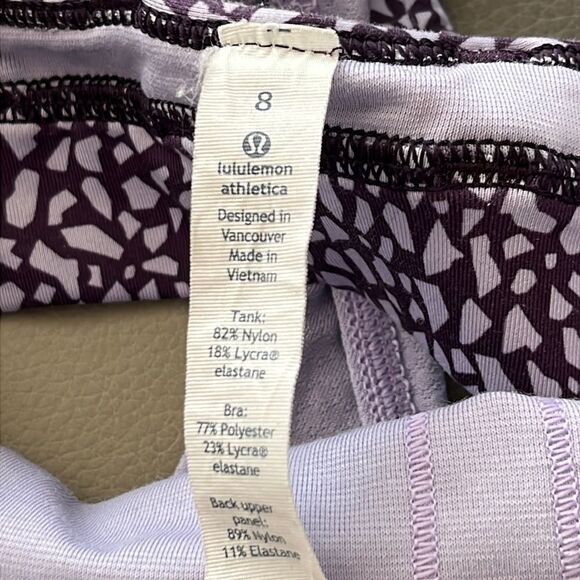 8
lululemon
athletica
Designed in
Vancouver
Made in
Vietnam
Tank:
82% Nylon
18% Lycra®
elastane
Bra:
77% Polyester
23% Lycra®
elastane
Back upper
panel:
89% Nylon
11% Elastane